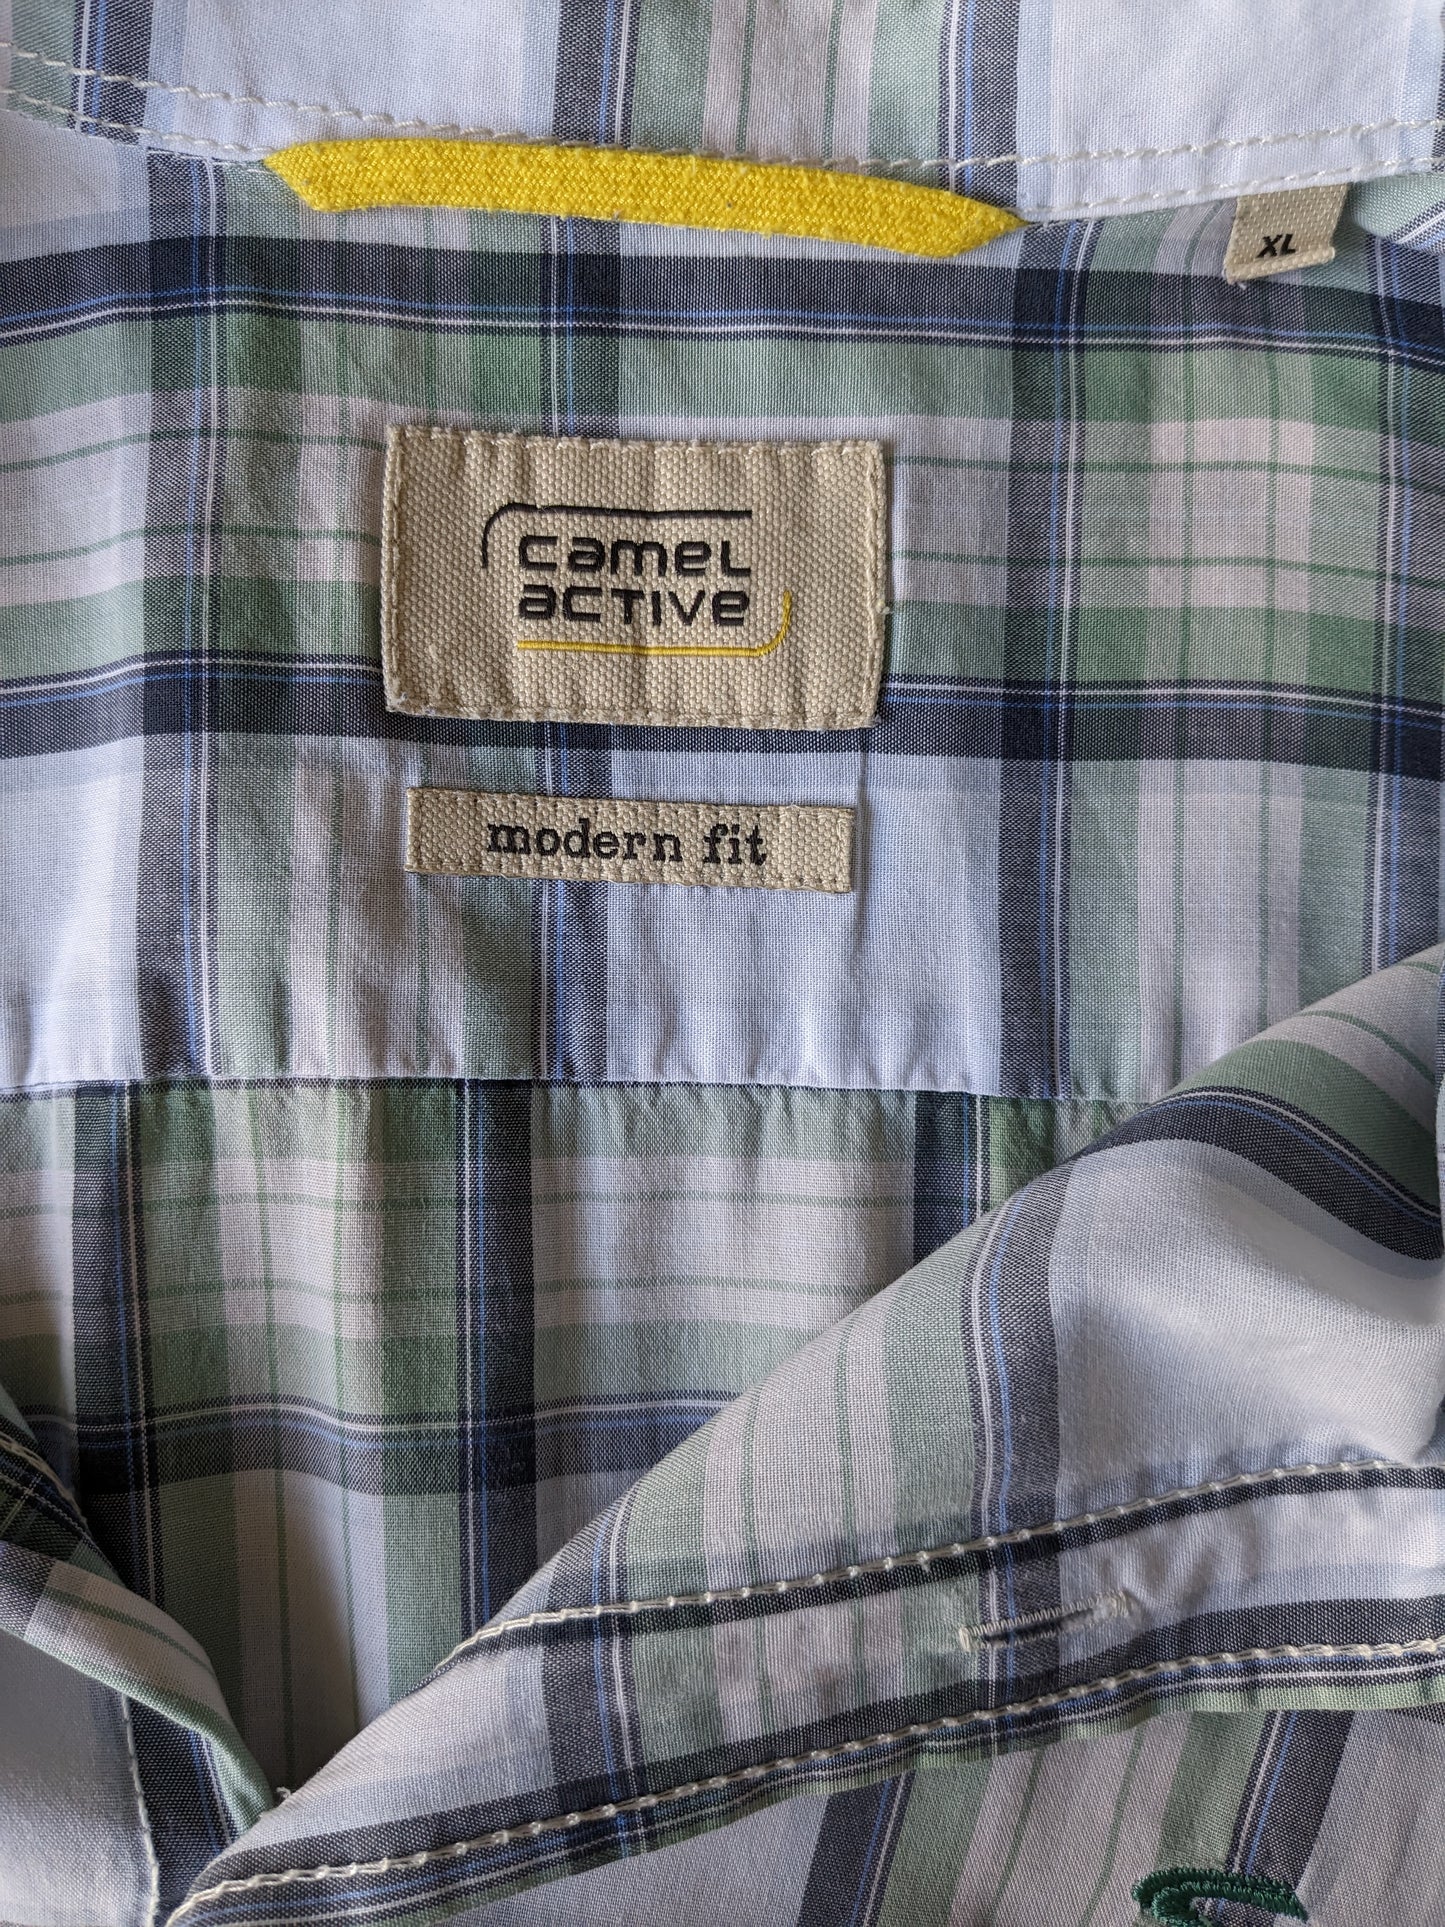 XL
camel
active
modern fit